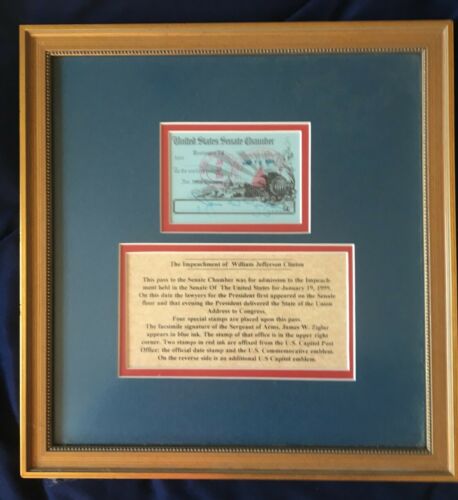 United States Senate Chamber
Washington
The Impeachment of William Jefferson Clinton
This pass to the Senate Chamber was for admission to the Impeach
ment held in the Senate Of The United States for January 19, 1999.
On this date the lawyers for the President first appeared on the Senate
floor and that evening the President delivered the State of the Union
Address to Congress.
Four special stamps are placed upon this pass.
The facsimile signature of the Sergeant of Arms, James W. Ziglar
appears in blue ink. The stamp of that office is in the upper right
corner. Two stamps in red ink are affixed from the U.S. Capitol Post
Office; the official date stamp and the U.S. Commemorative emblem.
On the reverse side is an additional U.S Capitol emblem.